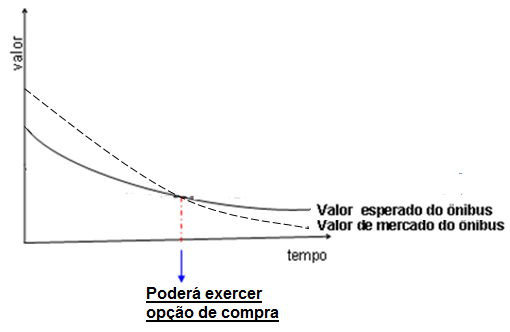 valor
Valor esperado do ônibus
Valor de mercado do ônibus
tempo
Poderá exercer
opção de compra